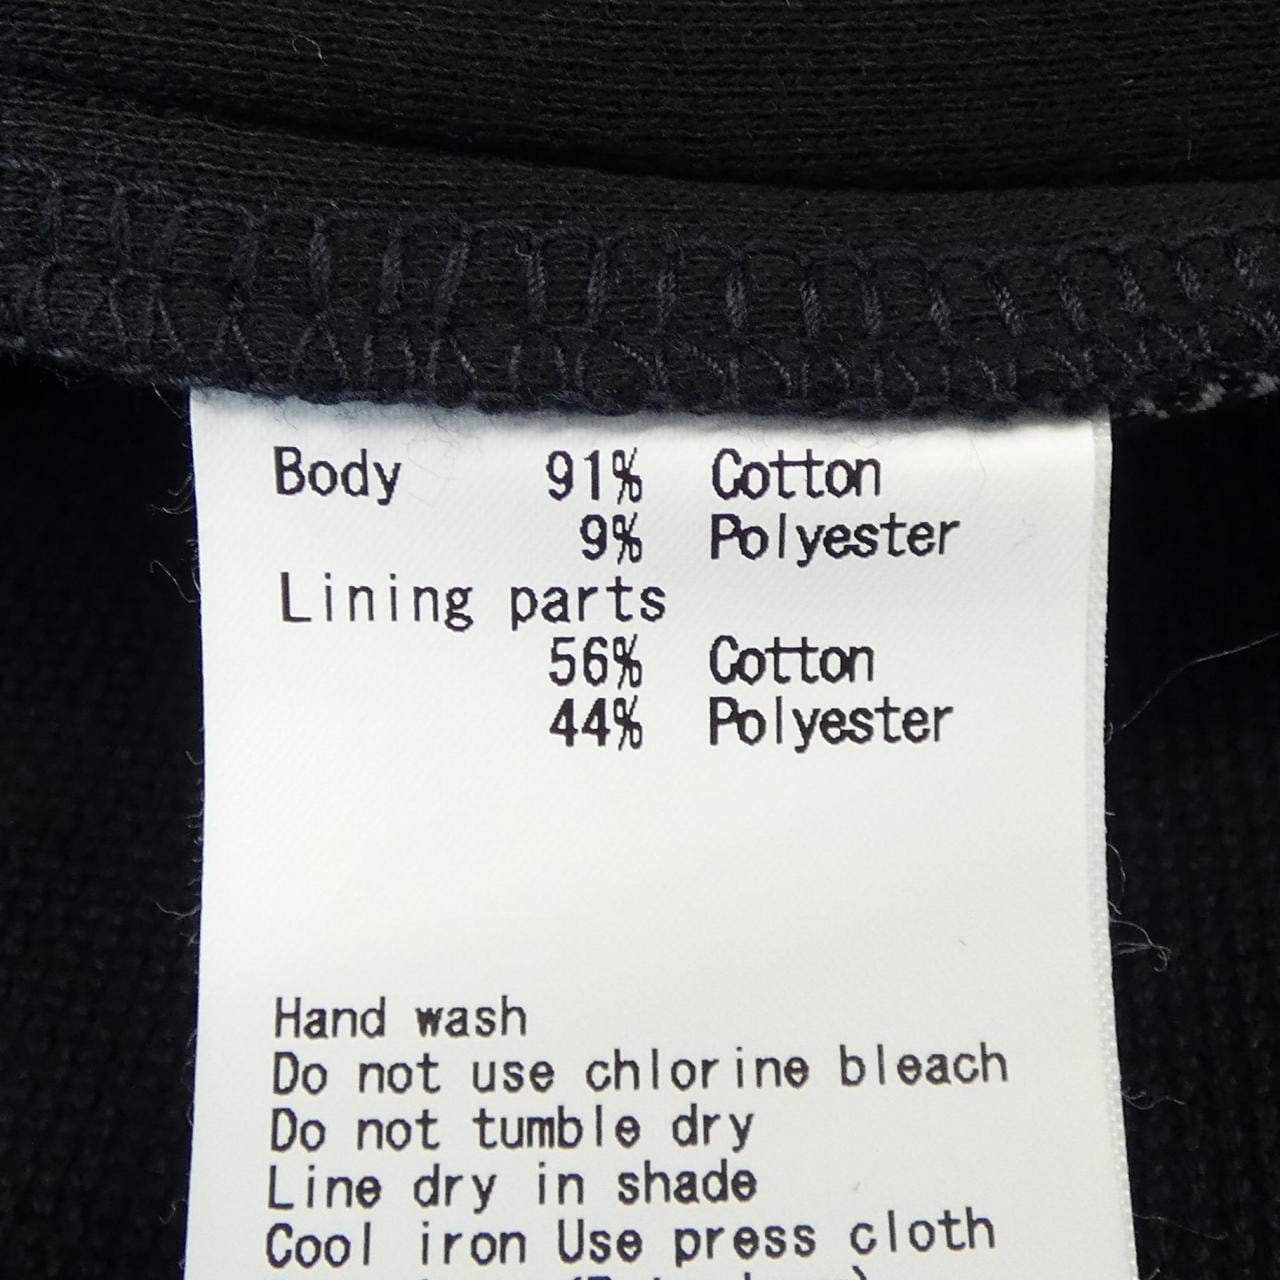 Body 91% Cotton
9% Polyester
Lining parts
56% Cotton
44% Polyester
Hand wash
Do not use chlorine bleach
Do not tumble dry
Line dry in shade
Cool iron Use press cloth